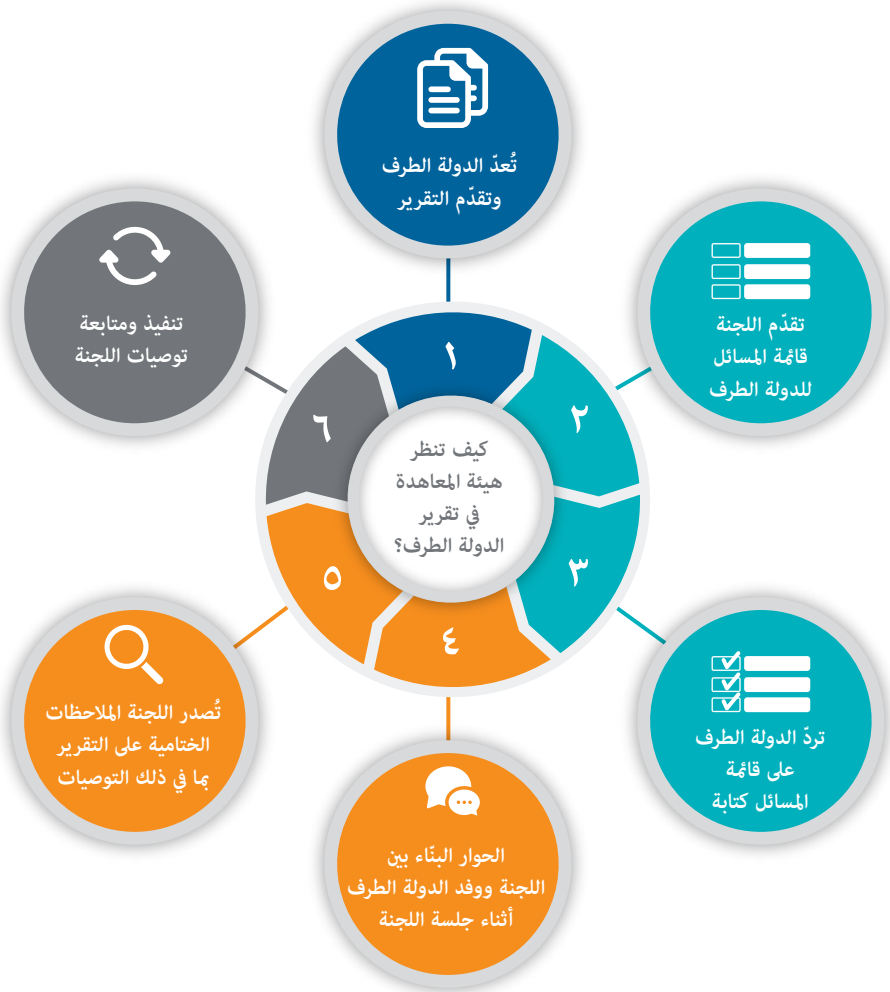 تُعدّ الدولة الطرف
وتقدّم التقرير
تقدّم اللجنة
قائمة المسائل
للدولة الطرف
تردّ الدولة الطرف
على قائمة
المسائل كتابة
الحوار البنّاء بين
اللجنة ووفد الدولة الطرف
أثناء جلسة اللجنة
تُصدر اللجنة الملاحظات
الختامية على التقرير
بما في ذلك التوصيات
تنفيذ ومتابعة
توصيات اللجنة
١
٢
٣
٤
٥
٦
كيف تنظر
هيئة المعاهدة
في تقرير
الدولة الطرف؟